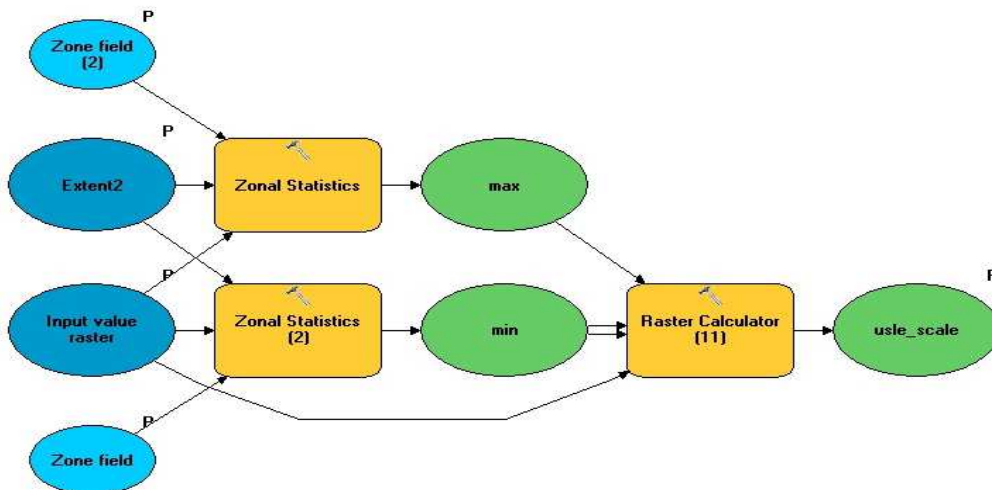 P
Zone field
(2)
P
Extent2
Zonal Statistics
max
P
Input value
raster
Zonal Statistics
(2)
min
Raster Calculator
(11)
P
usle_scale
P
Zone field